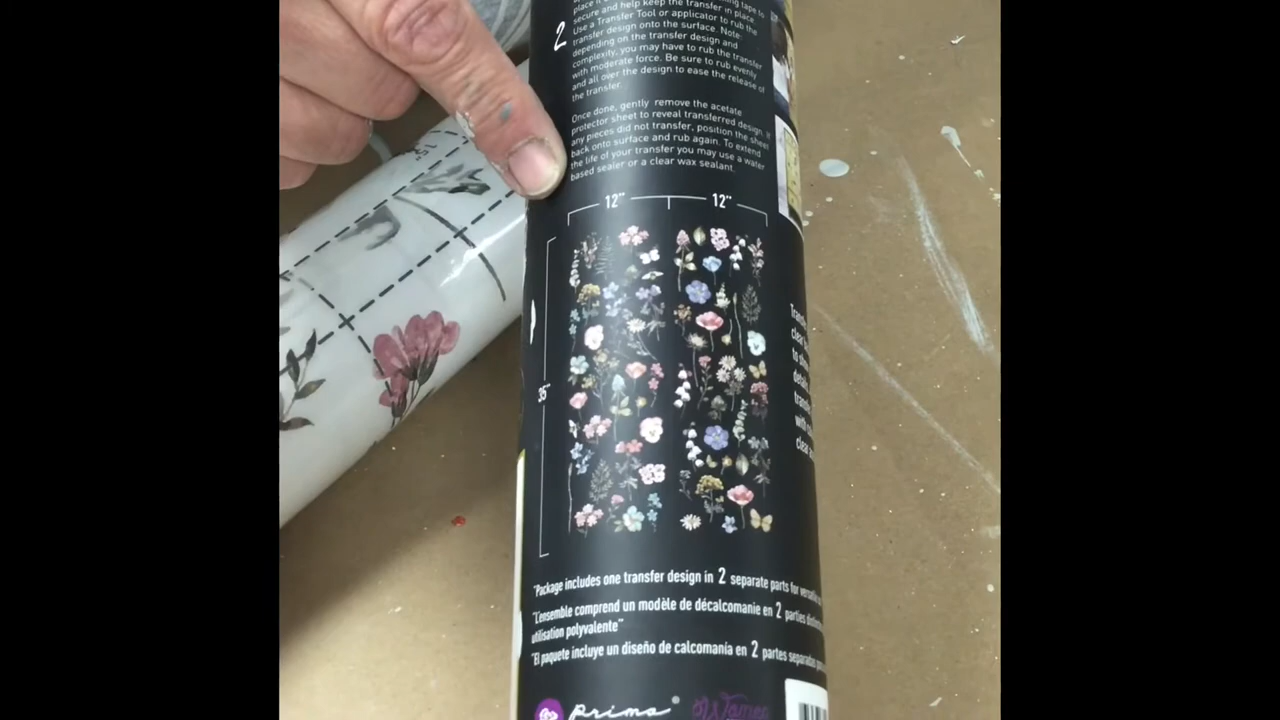 secure and help keep the transfer in place
2
Use a Transfer Tool or applicator to rub the
transfer design onto the surface. Note:
depending on the transfer design and
complexity, you may have to rub the transfer
with moderate force. Be sure to rub evenly
and all over the design to ease the release of
the transfer.
Once done, gently remove the acetate
protector sheet to reveal transferred design. If
any pieces did not transfer, position the sheet
back onto surface and rub again. To extend
the life of your transfer you may use a water
based sealer or a clear wax sealant.
12" 12"
35"
"Package includes one transfer design in 2 separate parts for
"L'ensemble comprend un modèle de décalcomanie en 2 parties
utilisation polyvalente"
"El paquete incluye un diseño de calcomanía en 2 partes separadas
prima®